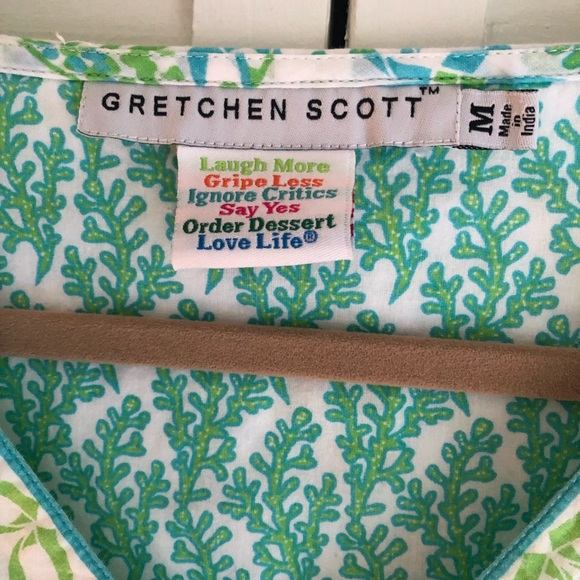 GRETCHEN SCOTT™
M
Made
in
India
Laugh More
Gripe Less
Ignore Critics
Say Yes
Order Dessert
Love Life®